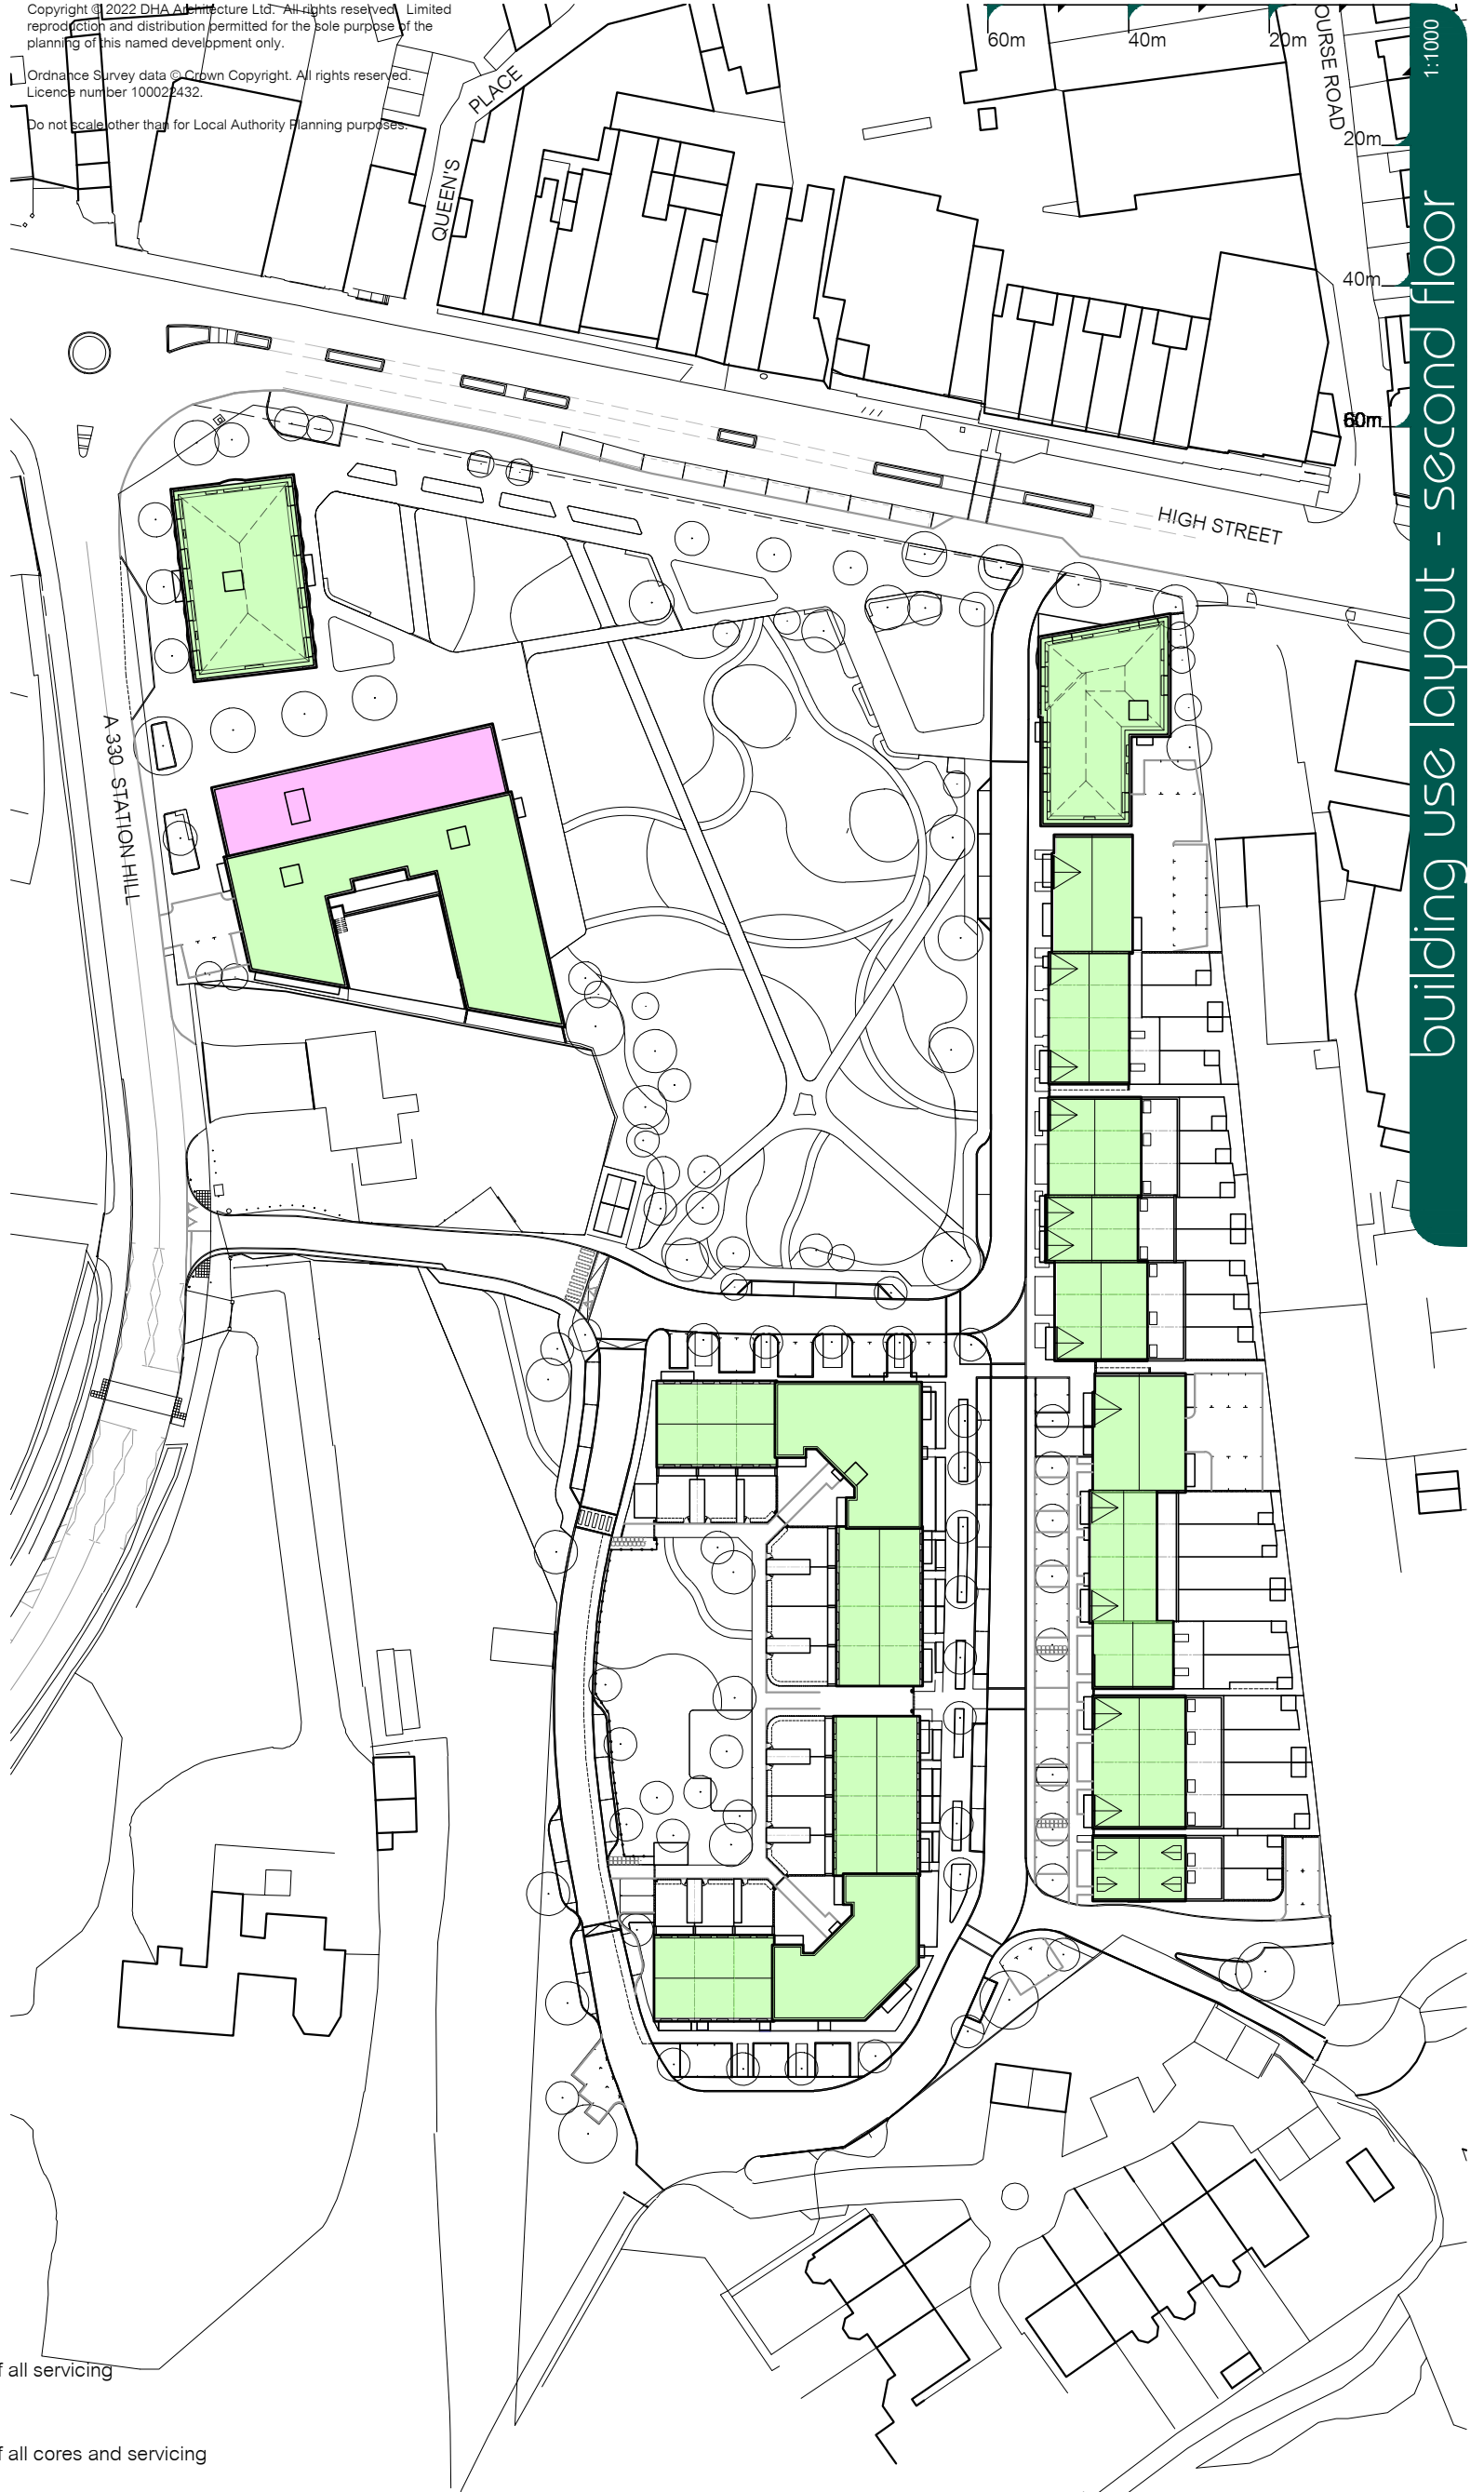 Copyright © 2022 DHA Architecture Ltd. All rights reserved. Limited
reproduction and distribution permitted for the sole purpose of the
planning of this named development only.
Ordnance Survey data © Crown Copyright. All rights reserved.
Licence number 100022432.
Do not scale other than for Local Authority Planning purposes.
60m
40m
20m
OURSE ROAD
1:1000
20m
40m
60m
QUEEN'S
PLACE
HIGH STREET
A 330 STATION HILL
building use layout - second floor
f all servicing
f all cores and servicing